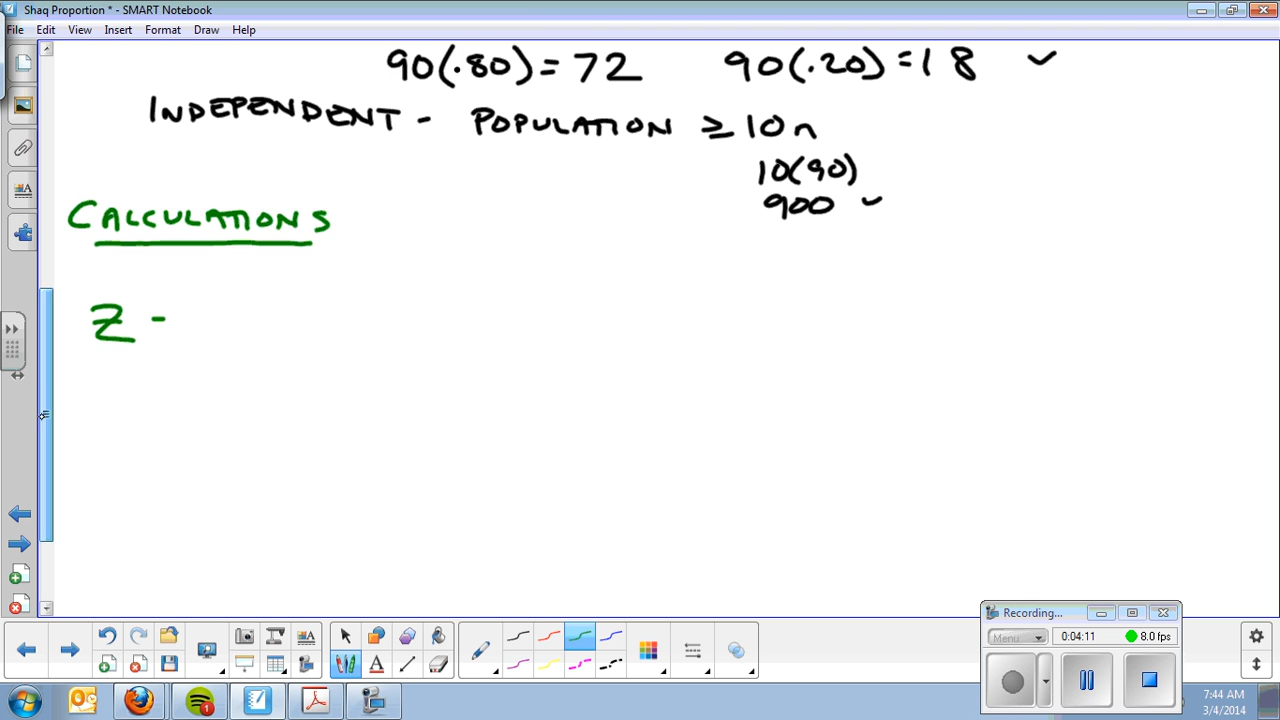 Shaq Proportion * - SMART Notebook
File Edit View Insert Format Draw Help
90(.80) = 72 90(.20) = 18 ✓
INDEPENDENT - POPULATION ≥ 10n
10(90)
900 ✓
CALCULATIONS
Z -
Recording...
Menu 0:04:11 8.0 fps
7:44 AM
3/4/2014